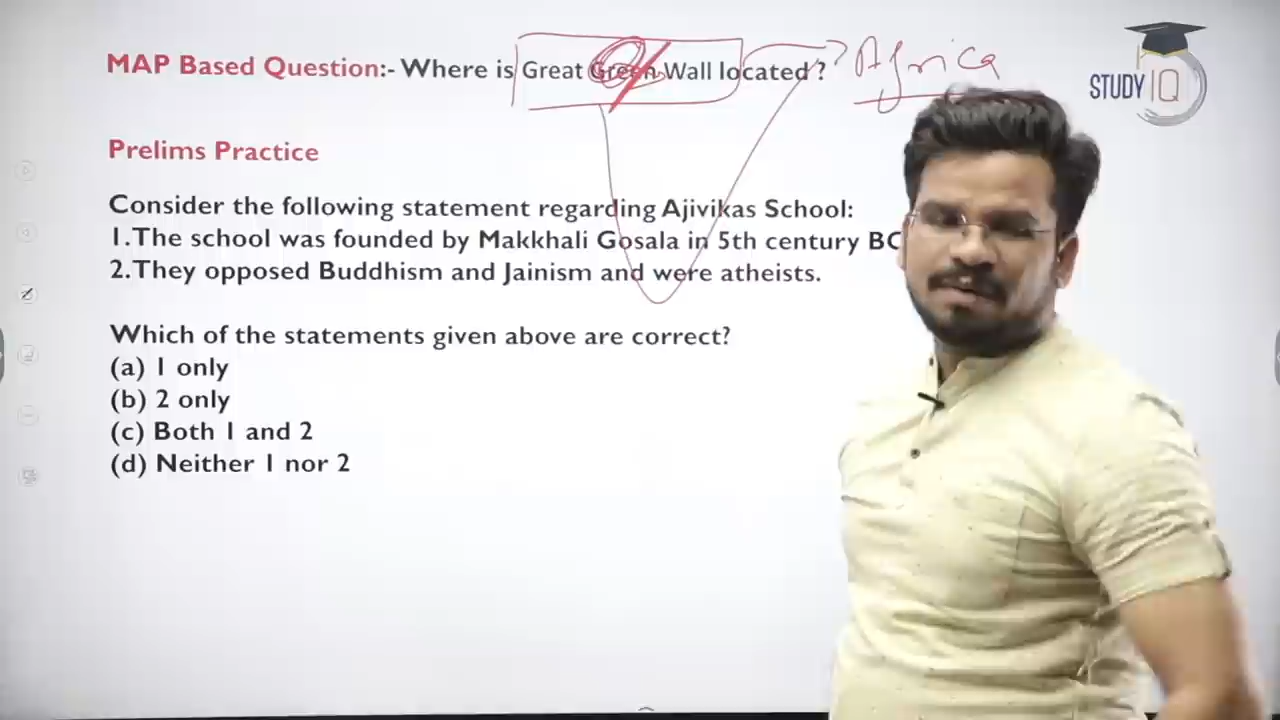 MAP Based Question:- Where is Great Green Wall located ? Africa
STUDY IQ
Prelims Practice
Consider the following statement regarding Ajivikas School:
1.The school was founded by Makkhali Gosala in 5th century BC
2.They opposed Buddhism and Jainism and were atheists.
Which of the statements given above are correct?
(a) 1 only
(b) 2 only
(c) Both 1 and 2
(d) Neither 1 nor 2